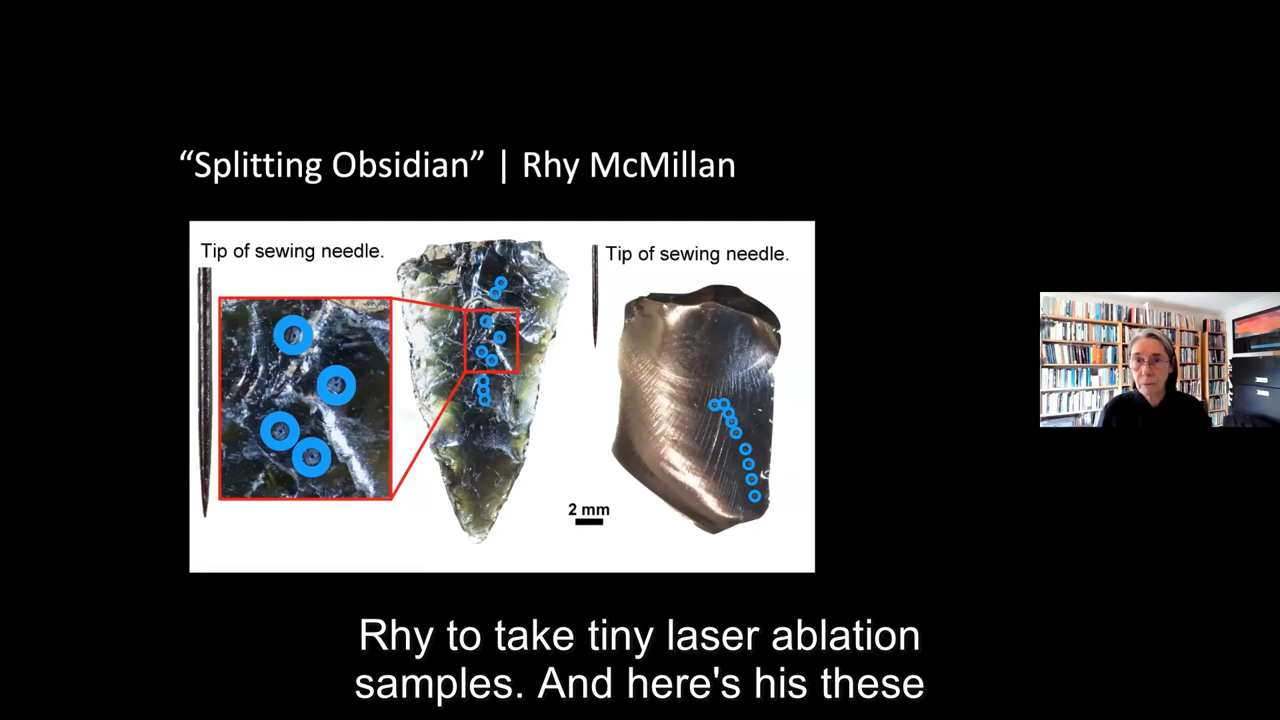 “Splitting Obsidian” | Rhy McMillan
Tip of sewing needle.
Tip of sewing needle.
2 mm
Rhy to take tiny laser ablation
samples. And here's his these